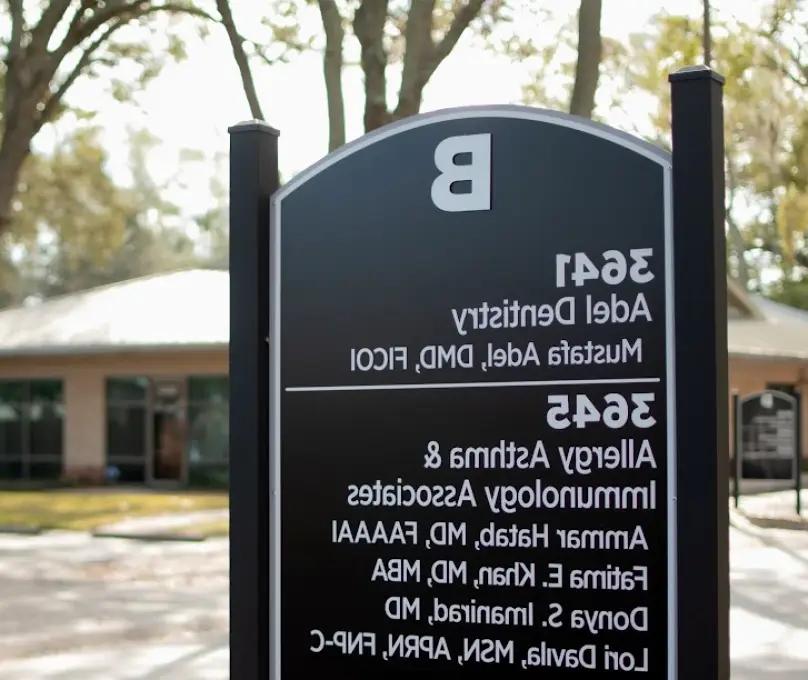 B
3641
Adel Dentistry
Mustafa Adel, DMD, FICOI
3645
Allergy Asthma &
Immunology Associates
Ammar Hatab, MD, FAAAAI
Fatima E. Khan, MD, MBA
Donya S. Imanirad, MD
Lori Davila, MSN, APRN, FNP-C